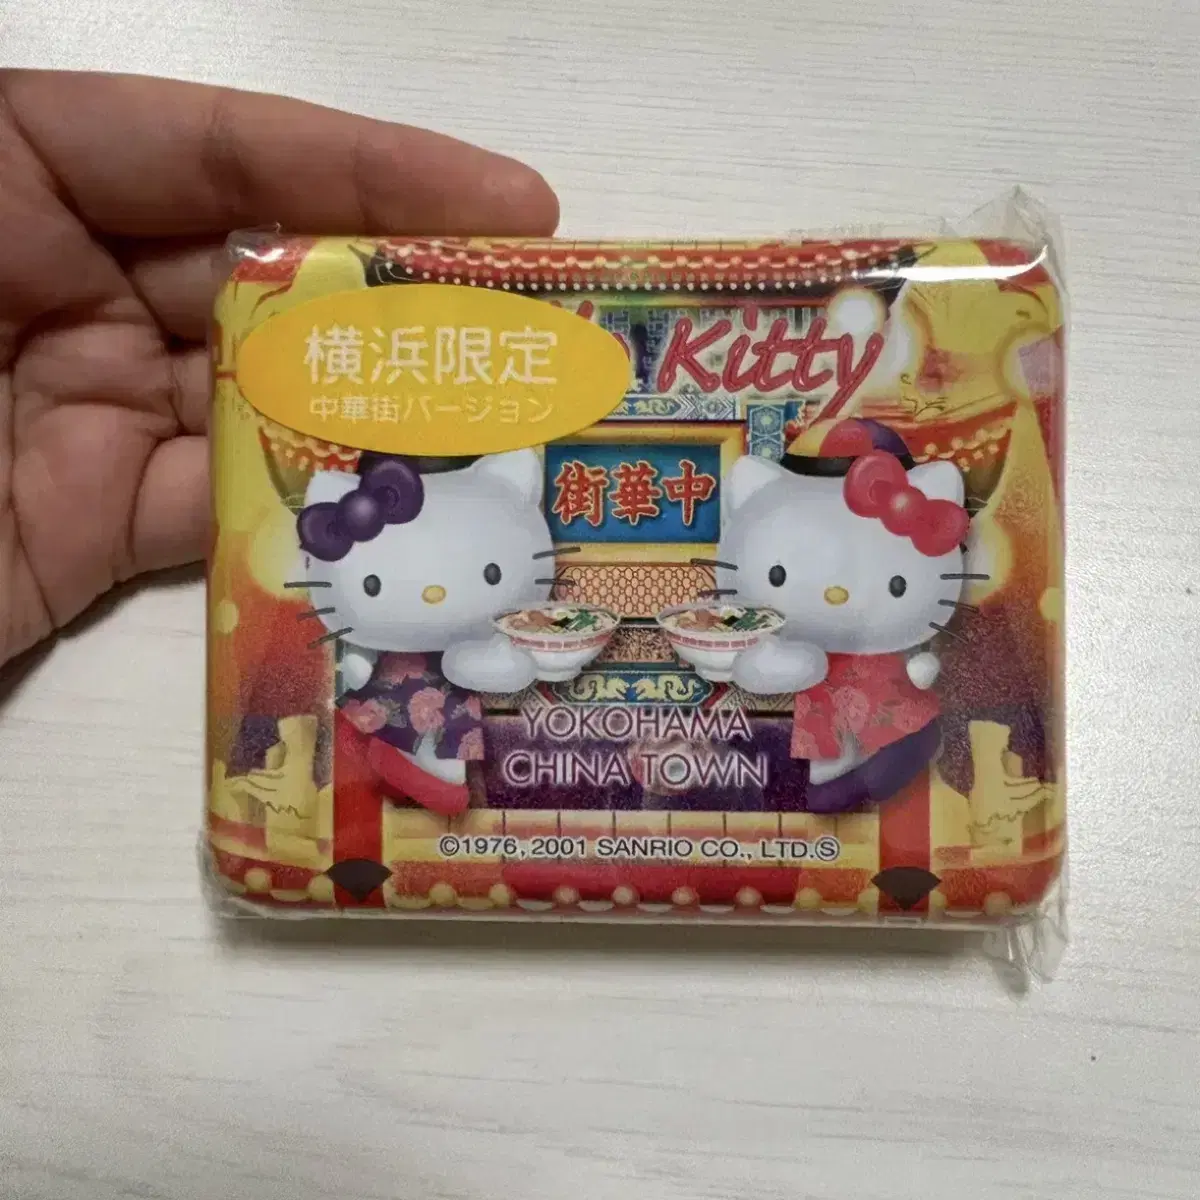 横浜限定
中華街バージョン
Kitty
街華中
YOKOHAMA
CHINA TOWN
©1976, 2001 SANRIO CO., LTD.Ⓢ